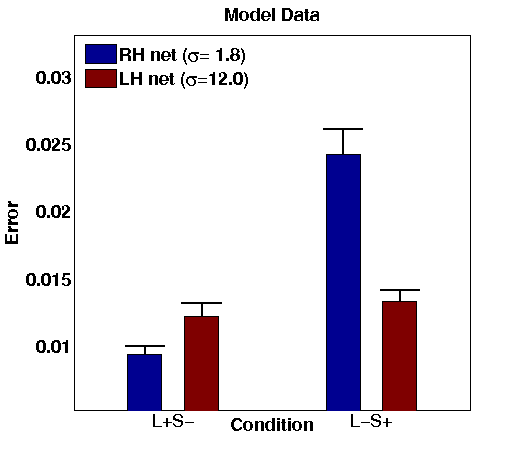 Model Data
RH net (σ= 1.8)
LH net (σ=12.0)
0.03
0.025
0.02
0.015
0.01
Error
L+S−
L−S+
Condition